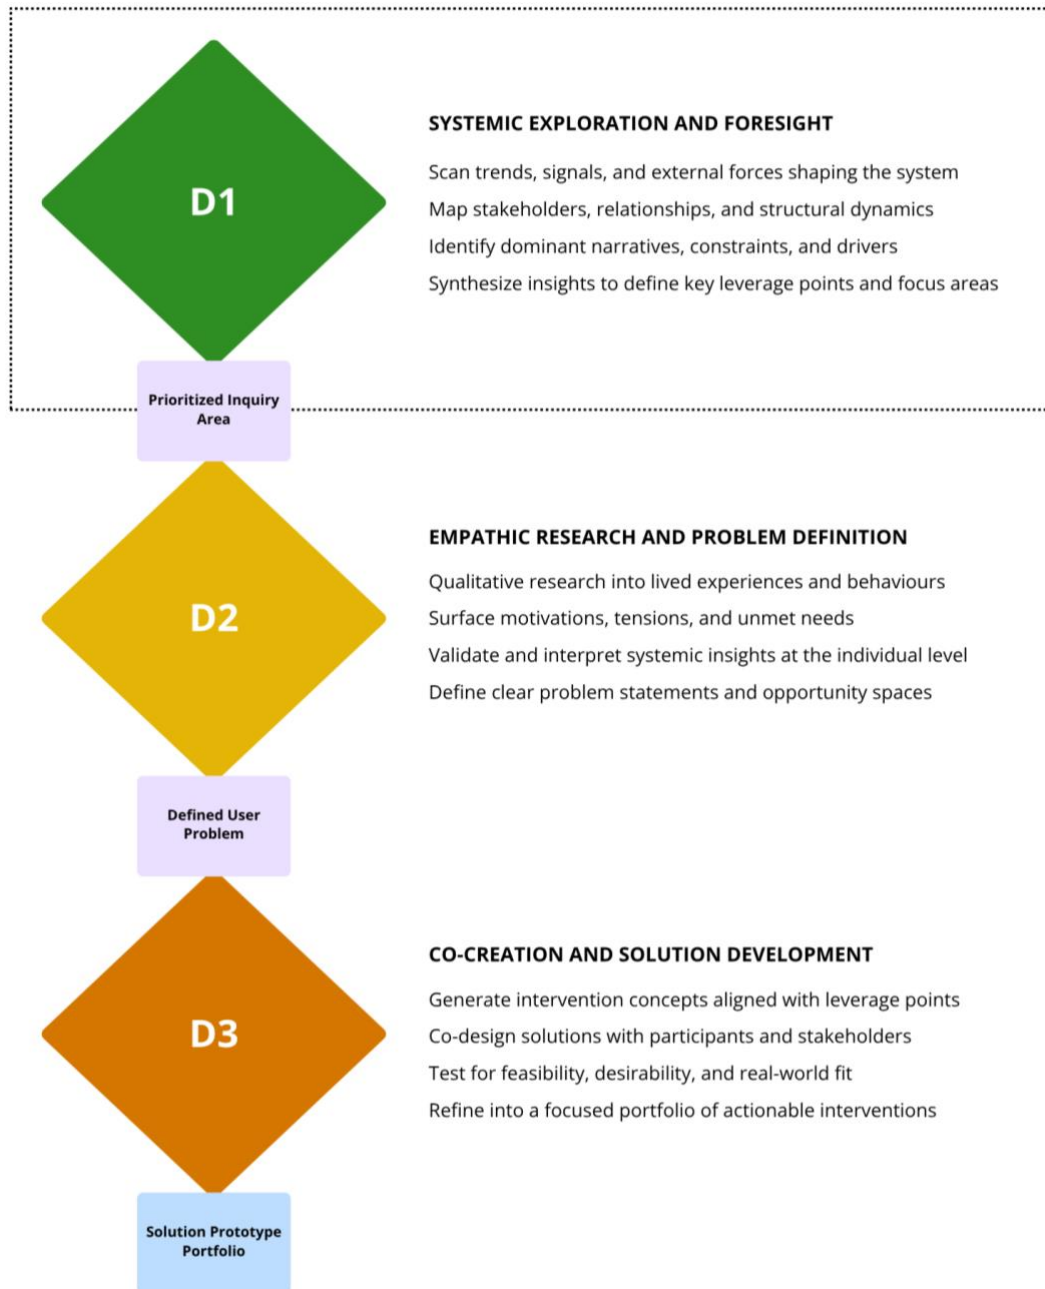 D1
SYSTEMIC EXPLORATION AND FORESIGHT
Scan trends, signals, and external forces shaping the system
Map stakeholders, relationships, and structural dynamics
Identify dominant narratives, constraints, and drivers
Synthesize insights to define key leverage points and focus areas
Prioritized Inquiry
Area
D2
EMPATHIC RESEARCH AND PROBLEM DEFINITION
Qualitative research into lived experiences and behaviours
Surface motivations, tensions, and unmet needs
Validate and interpret systemic insights at the individual level
Define clear problem statements and opportunity spaces
Defined User
Problem
D3
CO-CREATION AND SOLUTION DEVELOPMENT
Generate intervention concepts aligned with leverage points
Co-design solutions with participants and stakeholders
Test for feasibility, desirability, and real-world fit
Refine into a focused portfolio of actionable interventions
Solution Prototype
Portfolio